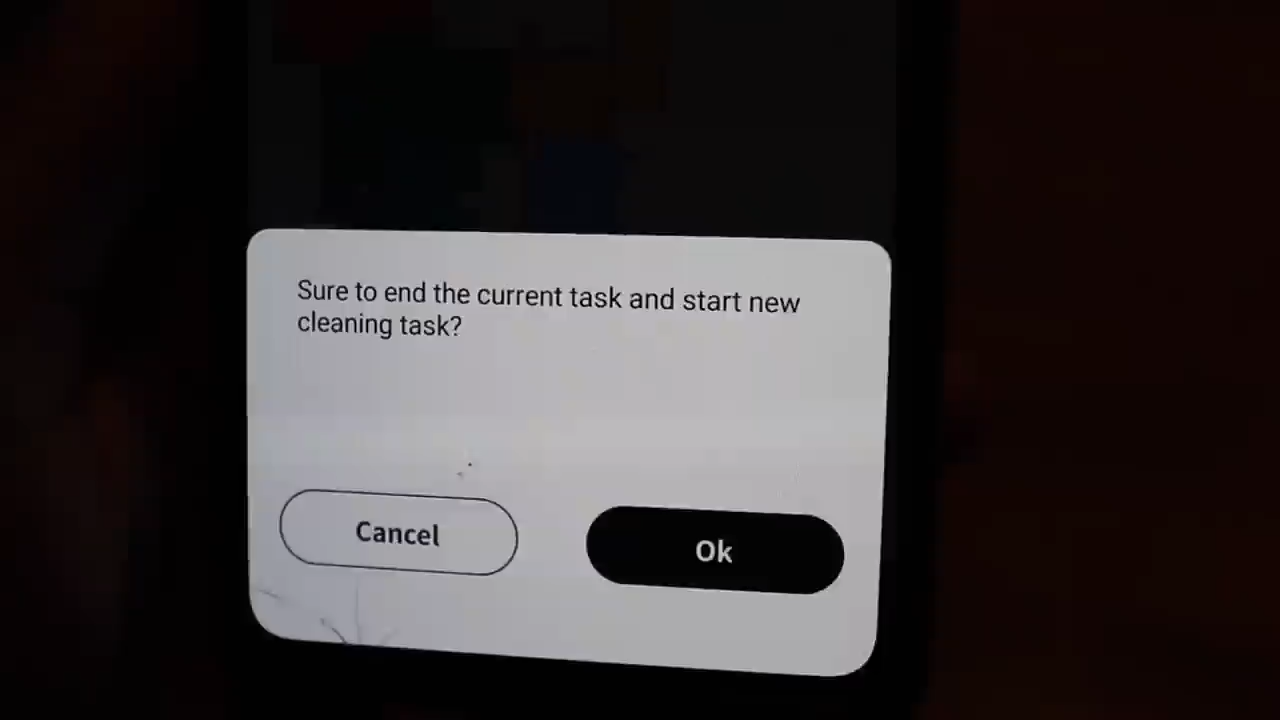 Sure to end the current task and start new
cleaning task?
Cancel
Ok